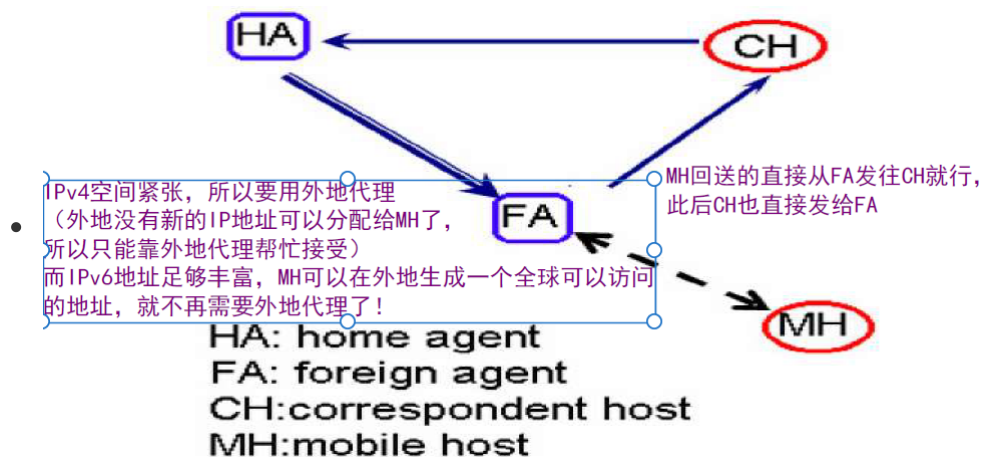 HA
CH
MH回送的直接从FA发往CH就行，
此后CH也直接发给FA
IPv4空间紧张，所以要用外地代理
（外地没有新的IP地址可以分配给MH了，
所以只能靠外地代理帮忙接受）
而IPv6地址足够丰富，MH可以在外地生成一个全球可以访问
的地址，就不再需要外地代理了！
FA
MH
HA: home agent
FA: foreign agent
CH:correspondent host
MH:mobile host